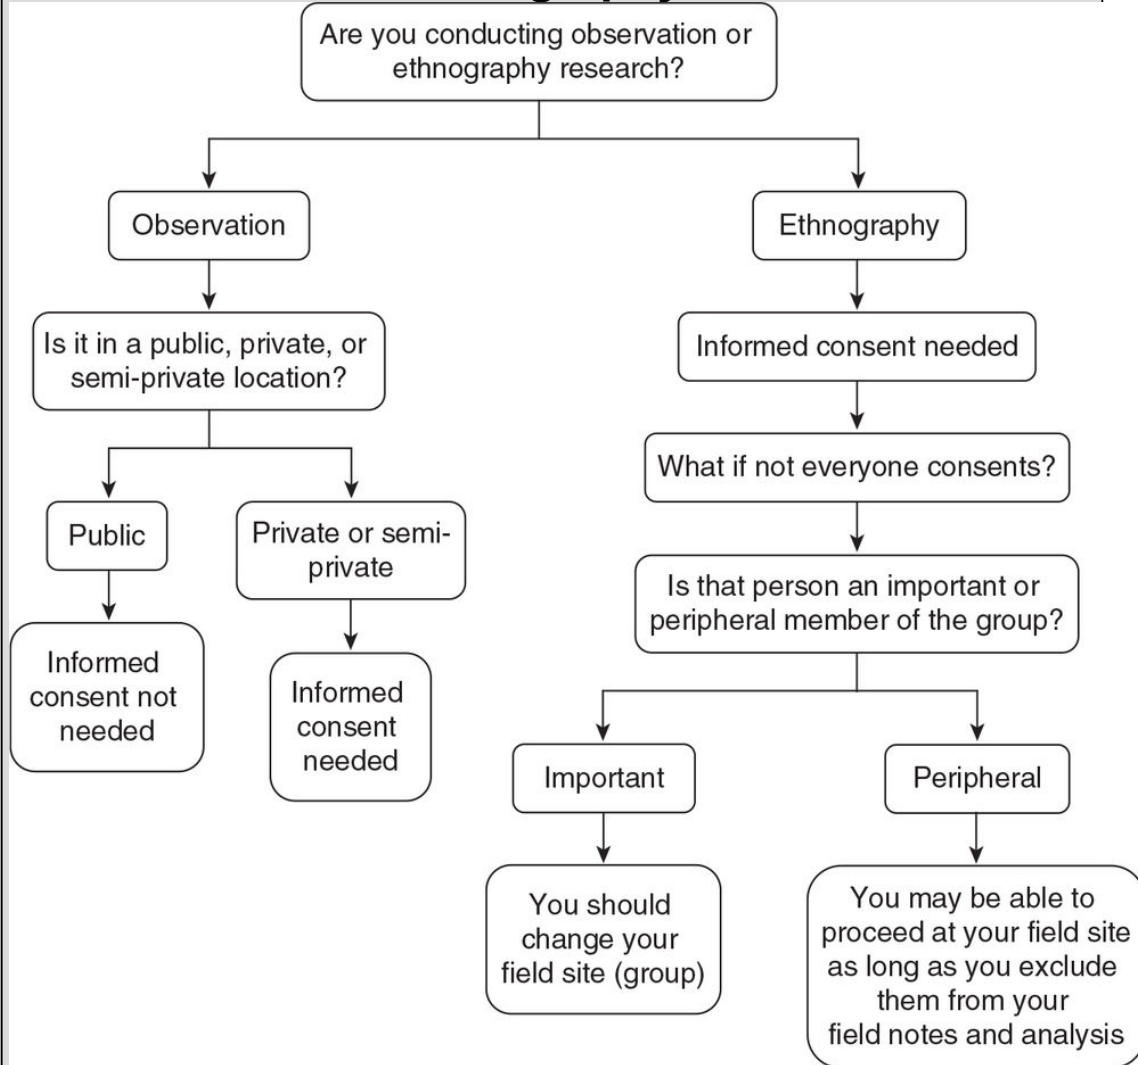 Are you conducting observation or
ethnography research?
Observation
Ethnography
Is it in a public, private, or
semi-private location?
Informed consent needed
What if not everyone consents?
Public
Private or semi-
private
Is that person an important or
peripheral member of the group?
Informed
consent not
needed
Informed
consent
needed
Important
Peripheral
You should
change your
field site (group)
You may be able to
proceed at your field site
as long as you exclude
them from your
field notes and analysis